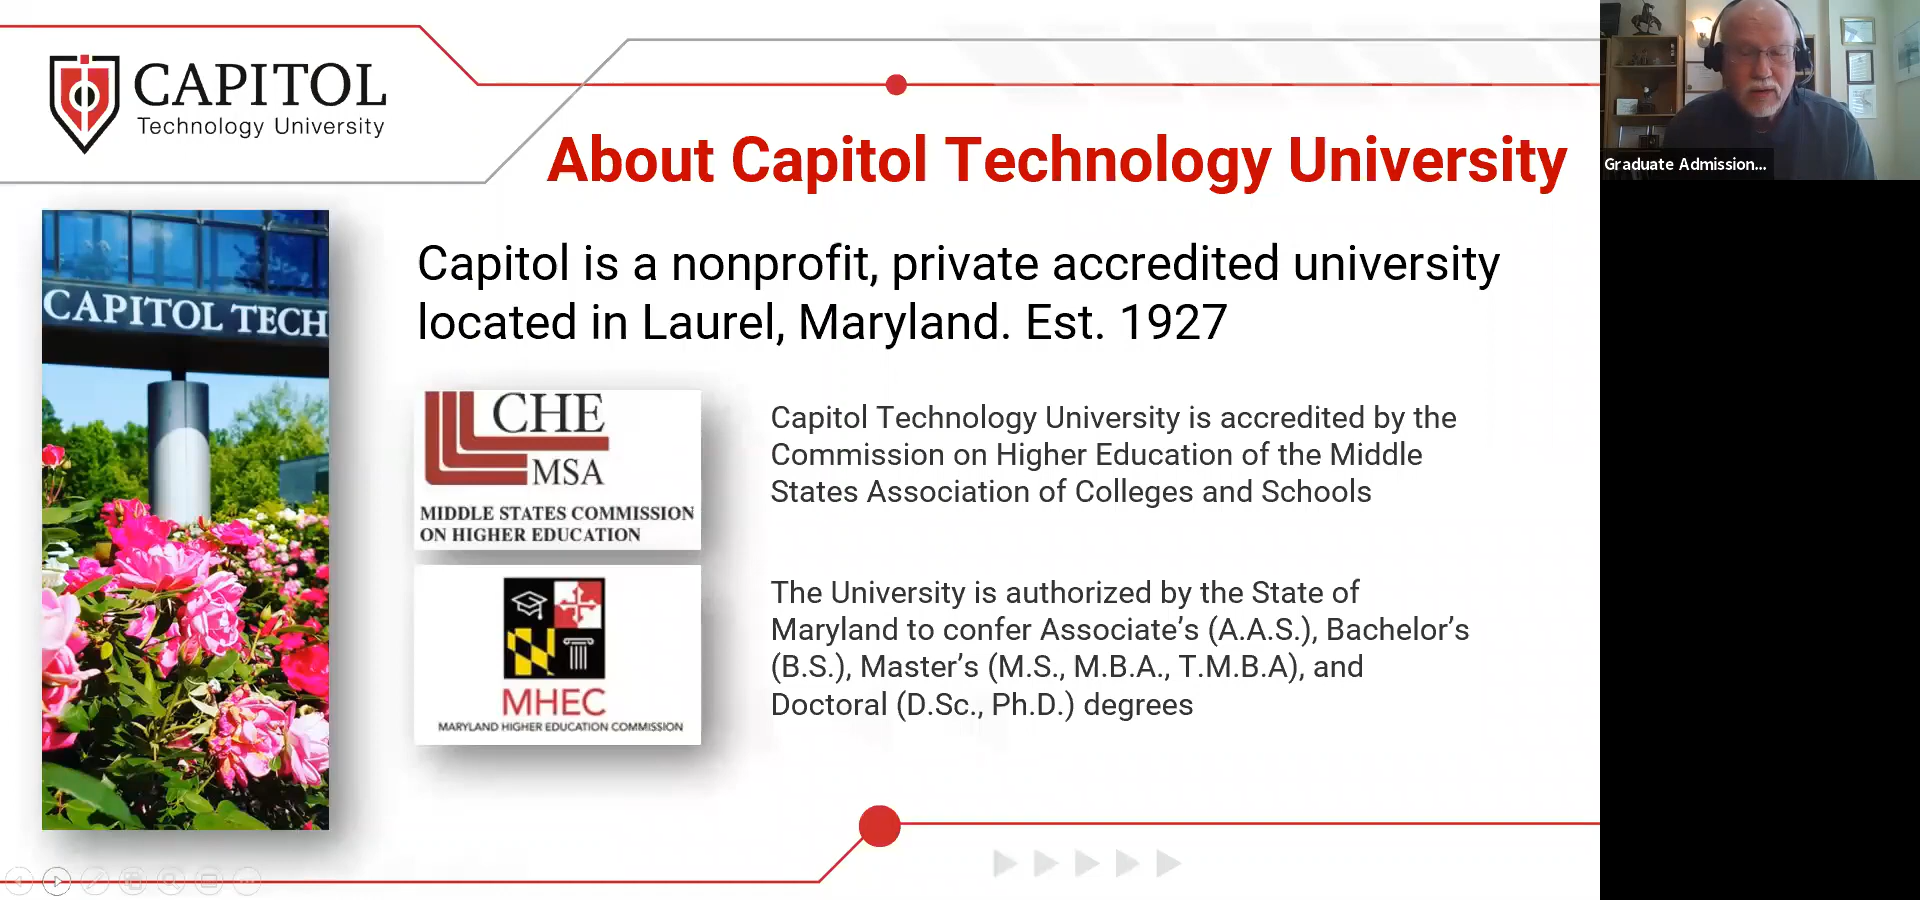 CAPITOL
Technology University
About Capitol Technology University
Graduate Admission...
CAPITOL TECH
Capitol is a nonprofit, private accredited university
located in Laurel, Maryland. Est. 1927
CHE
MSA
MIDDLE STATES COMMISSION
ON HIGHER EDUCATION
Capitol Technology University is accredited by the
Commission on Higher Education of the Middle
States Association of Colleges and Schools
MHEC
MARYLAND HIGHER EDUCATION COMMISSION
The University is authorized by the State of
Maryland to confer Associate’s (A.A.S.), Bachelor’s
(B.S.), Master’s (M.S., M.B.A., T.M.B.A), and
Doctoral (D.Sc., Ph.D.) degrees